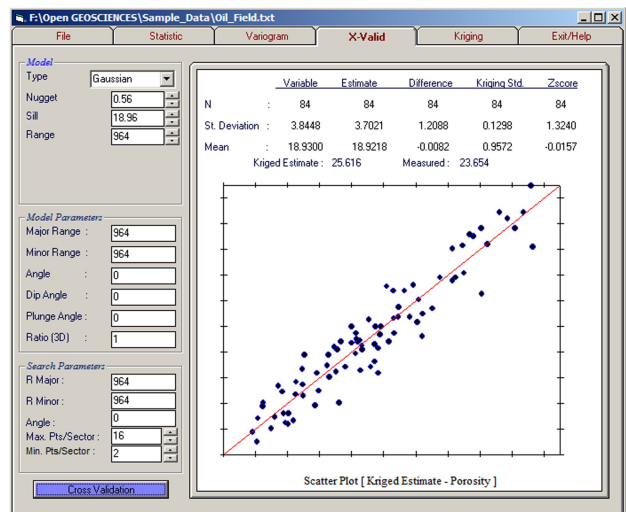 F:\Open GEOSCIENCES\Sample_Data\Oil_Field.txt
File Statistic Variogram X-Valid Kriging Exit/Help
Model
Type Gaussian
Nugget 0.56
Sill 18.96
Range 964
Model Parameters
Major Range : 964
Minor Range : 964
Angle : 0
Dip Angle : 0
Plunge Angle : 0
Ratio (3D) : 1
Search Parameters
R Major : 964
R Minor : 964
Angle : 0
Max. Pts/Sector : 16
Min. Pts/Sector : 2
Cross Validation
Variable Estimate Difference Kriging Std. Zscore
N : 84 84 84 84 84
St. Deviation : 3.8448 3.7021 1.2088 0.1298 1.3240
Mean : 18.9300 18.9218 -0.0082 0.9572 -0.0157
Kriged Estimate : 25.616 Measured : 23.654
Scatter Plot [ Kriged Estimate - Porosity ]